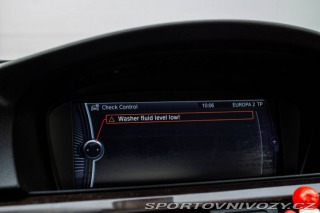 Check Control 10:06 EUROPA 2 TP
Washer fluid level low!
SPORTOVNIVOZY.CZ